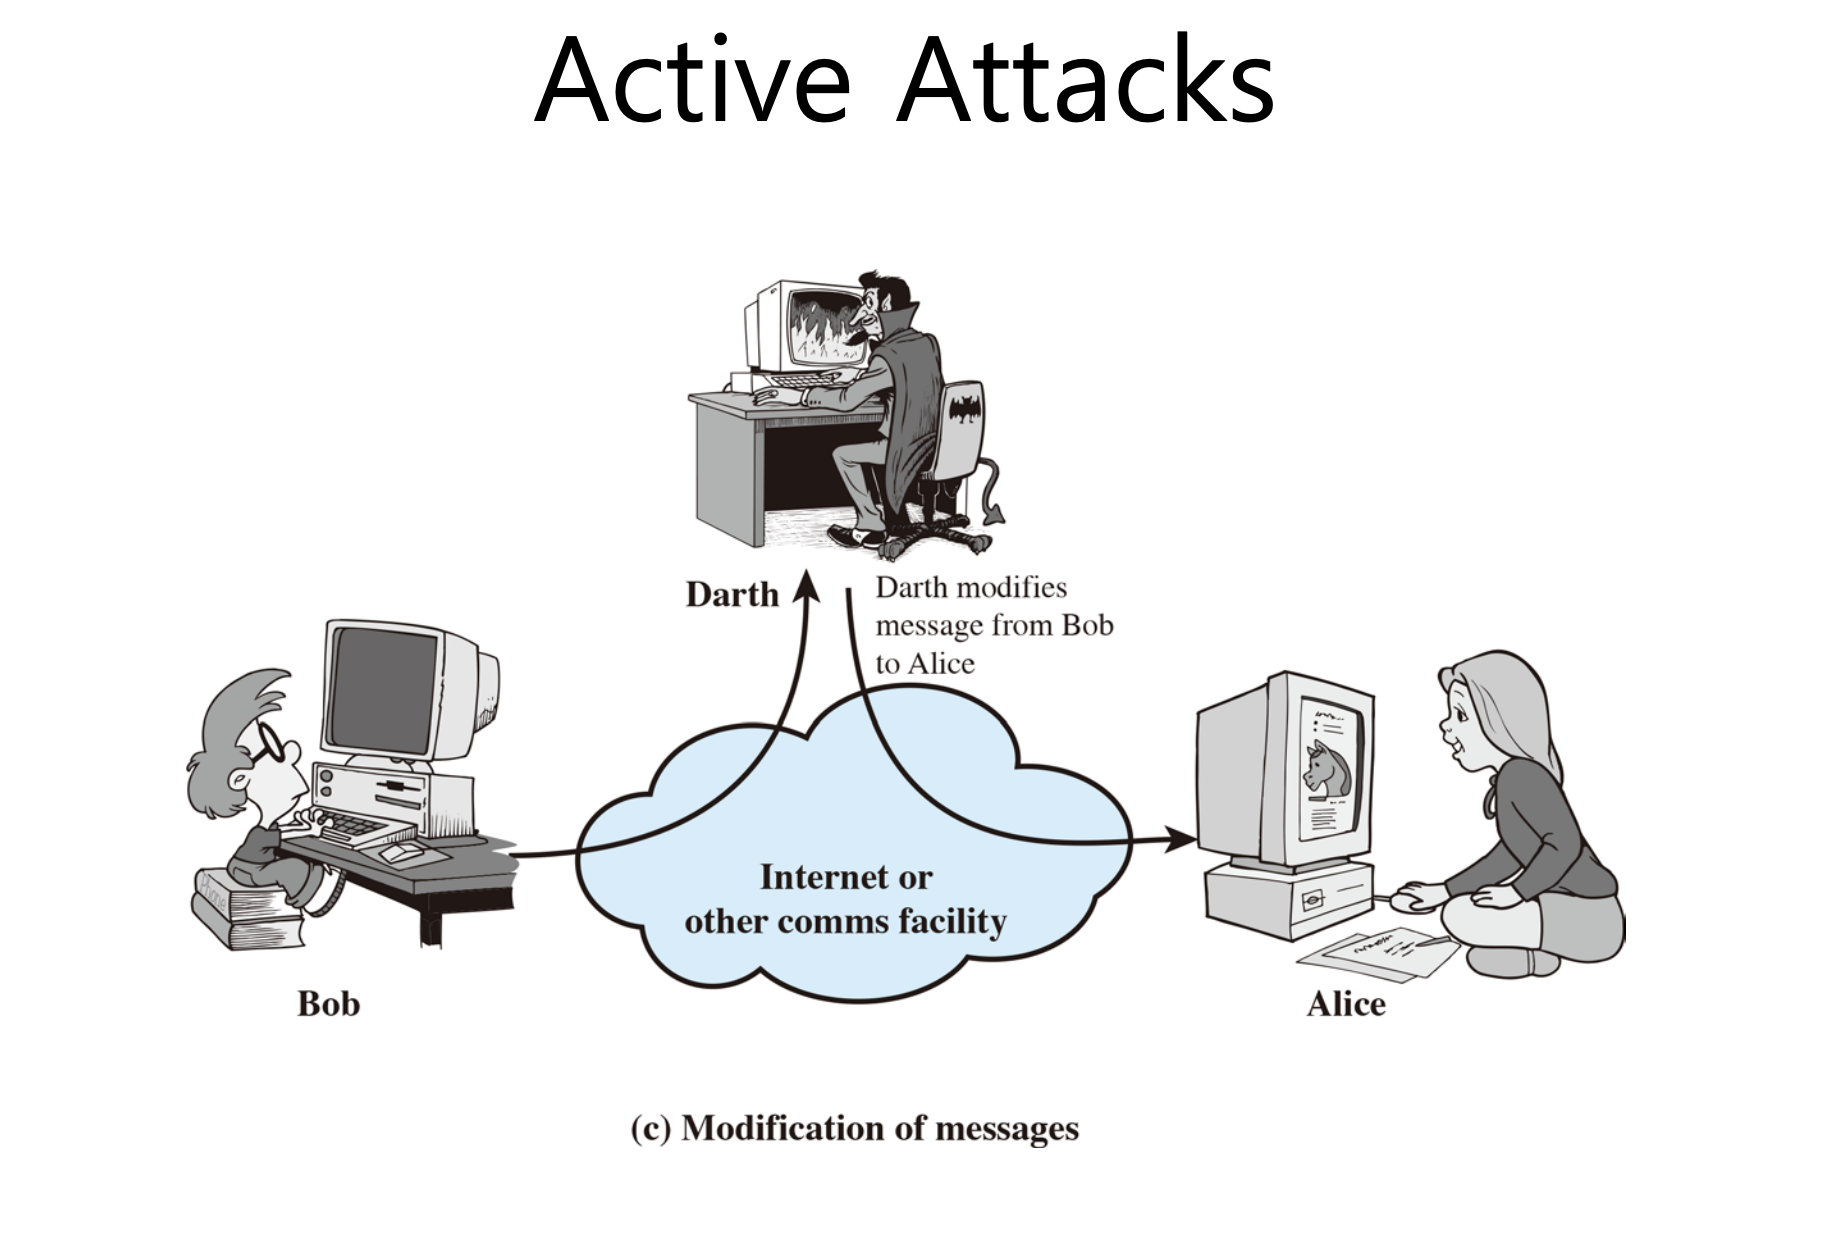 Active Attacks
Darth
Darth modifies
message from Bob
to Alice
Phone
Internet or
other comms facility
Bob
Alice
(c) Modification of messages